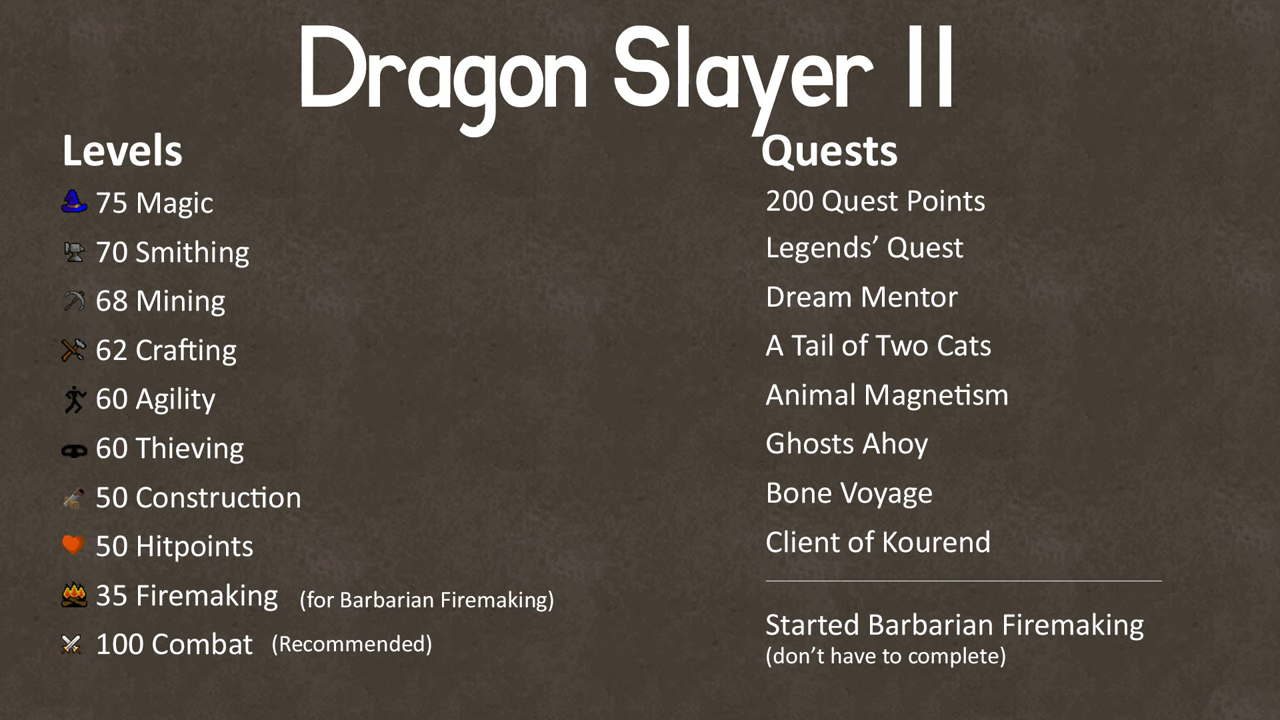 Dragon Slayer II
Levels
75 Magic
70 Smithing
68 Mining
62 Crafting
60 Agility
60 Thieving
50 Construction
50 Hitpoints
35 Firemaking (for Barbarian Firemaking)
100 Combat (Recommended)
Quests
200 Quest Points
Legends’ Quest
Dream Mentor
A Tail of Two Cats
Animal Magnetism
Ghosts Ahoy
Bone Voyage
Client of Kourend
Started Barbarian Firemaking
(don’t have to complete)